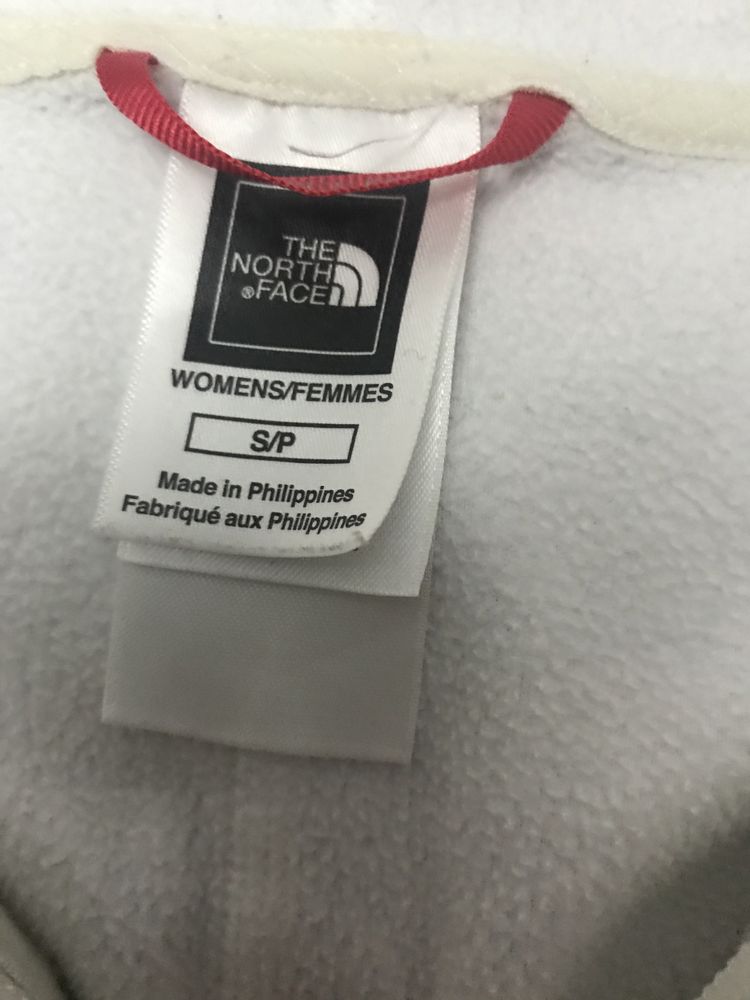 THE
NORTH
®FACE
WOMENS/FEMMES
S/P
Made in Philippines
Fabriqué aux Philippines